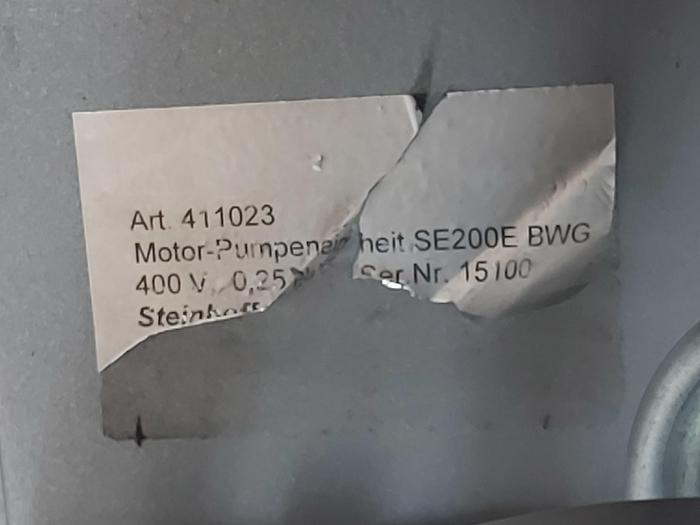 Art. 411023
Motor-Pumpeneinheit SE200E BWG
400 V, 0,25 Ser.Nr. 15100
Steinhoff